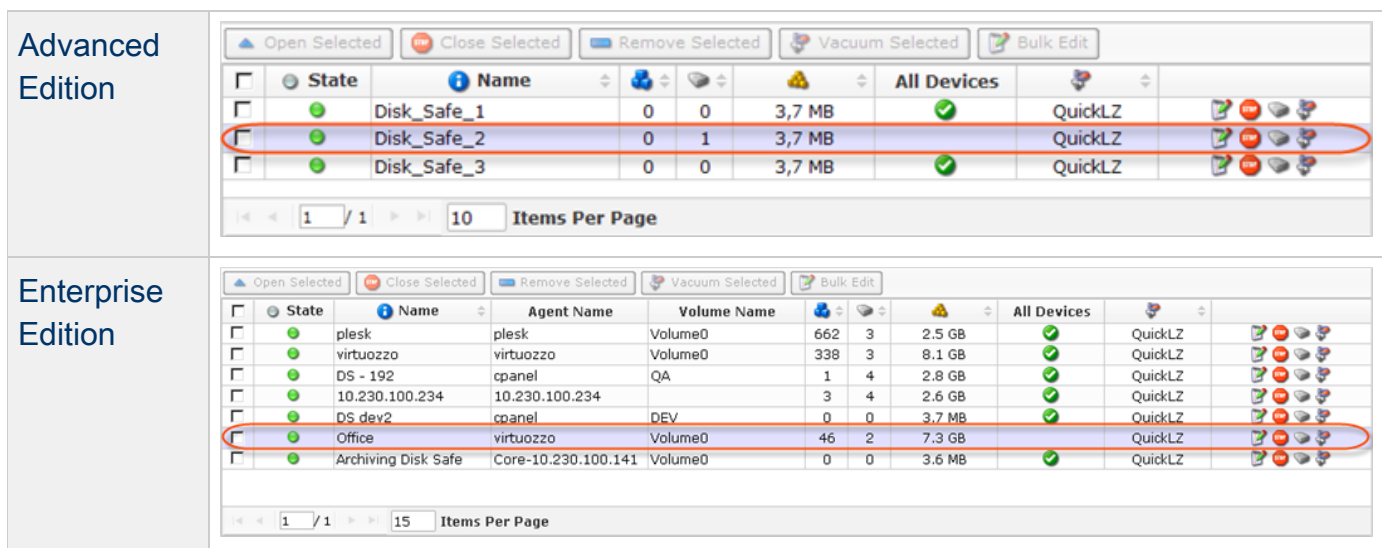 Advanced
Edition
Open Selected Close Selected Remove Selected Vacuum Selected Bulk Edit
State Name All Devices
Disk_Safe_1 0 0 3,7 MB QuickLZ
Disk_Safe_2 0 1 3,7 MB QuickLZ
Disk_Safe_3 0 0 3,7 MB QuickLZ
1 / 1 10 Items Per Page
Enterprise
Edition
Open Selected Close Selected Remove Selected Vacuum Selected Bulk Edit
State Name Agent Name Volume Name All Devices
plesk plesk Volume0 662 3 2.5 GB QuickLZ
virtuozzo virtuozzo Volume0 338 3 8.1 GB QuickLZ
DS - 192 cpanel QA 1 4 2.8 GB QuickLZ
10.230.100.234 10.230.100.234 3 4 2.6 GB QuickLZ
DS dev2 cpanel DEV 0 0 3.7 MB QuickLZ
Office virtuozzo Volume0 46 2 7.3 GB QuickLZ
Archiving Disk Safe Core-10.230.100.141 Volume0 0 0 3.6 MB QuickLZ
1 / 1 15 Items Per Page